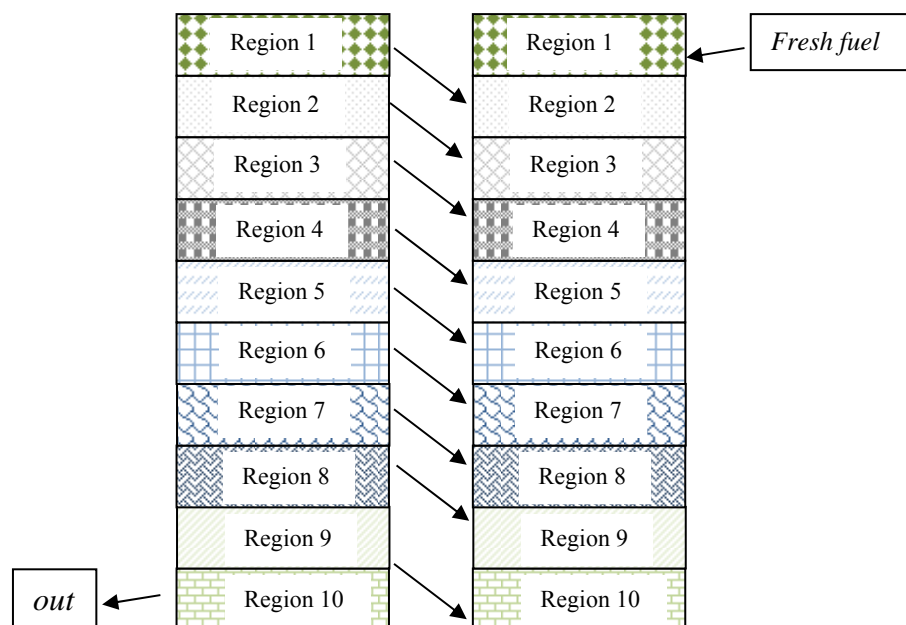 Region 1
Region 1
Fresh fuel
Region 2
Region 2
Region 3
Region 3
Region 4
Region 4
Region 5
Region 5
Region 6
Region 6
Region 7
Region 7
Region 8
Region 8
Region 9
Region 9
out
Region 10
Region 10